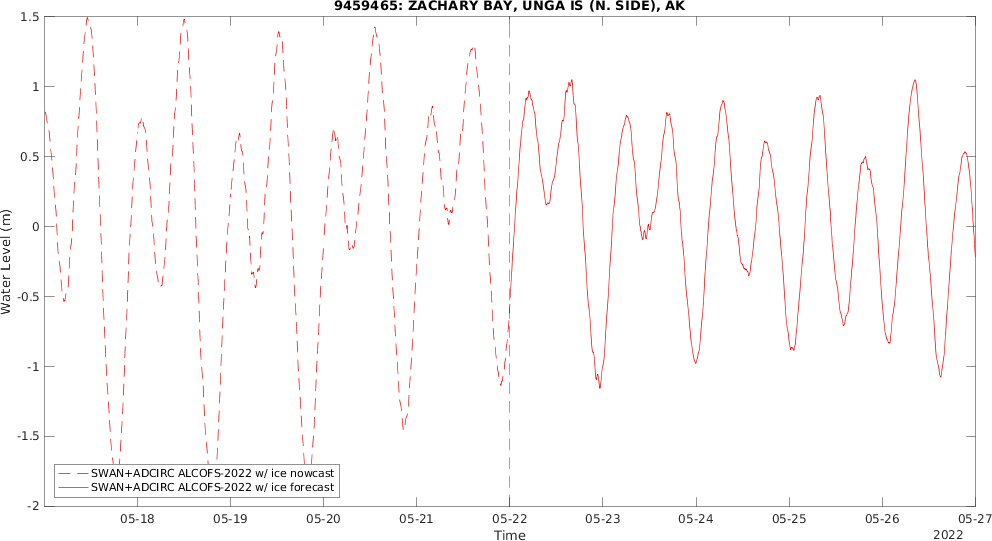 9459465: ZACHARY BAY, UNGA IS (N. SIDE), AK
Water Level (m)
1.5
1
0.5
0
-0.5
-1
-1.5
-2
SWAN+ADCIRC ALCOFS-2022 w/ ice nowcast
SWAN+ADCIRC ALCOFS-2022 w/ ice forecast
05-18 05-19 05-20 05-21 05-22 05-23 05-24 05-25 05-26 05-27
Time
2022